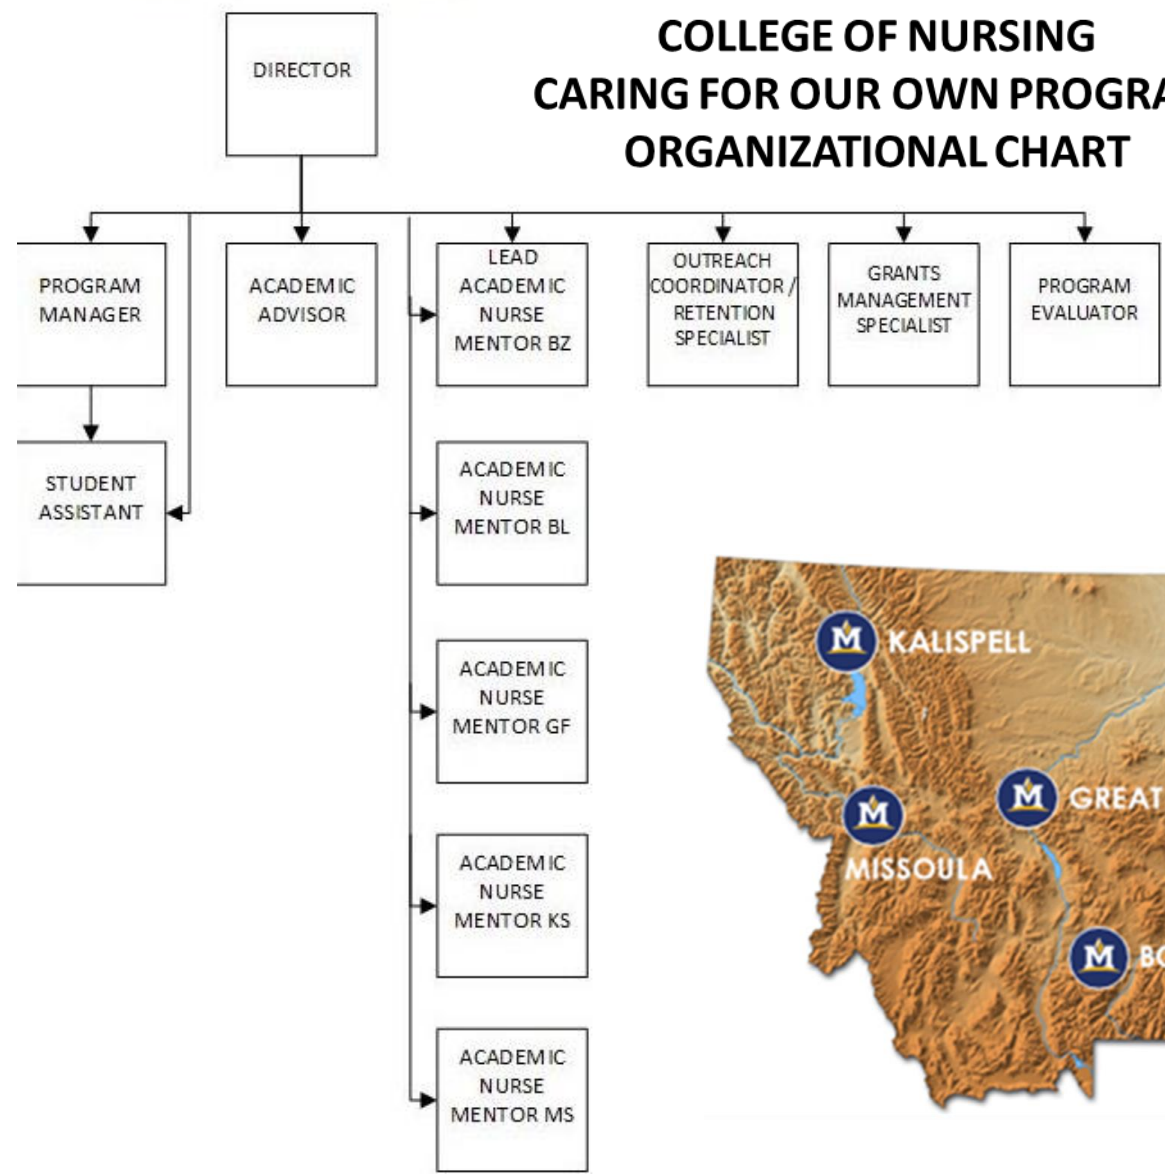 COLLEGE OF NURSING
CARING FOR OUR OWN
ORGANIZATIONAL CHART
DIRECTOR
PROGRAM
MANAGER
ACADEMIC
ADVISOR
LEAD
ACADEMIC
NURSE
MENTOR BZ
OUTREACH
COORDINATOR /
RETENTION
SPECIALIST
GRANTS
MANAGEMENT
SPECIALIST
PROGRAM
EVALUATOR
STUDENT
ASSISTANT
ACADEMIC
NURSE
MENTOR BL
ACADEMIC
NURSE
MENTOR GF
ACADEMIC
NURSE
MENTOR KS
ACADEMIC
NURSE
MENTOR MS
M KALISPELL
M GREAT
M
MISSOULA
M